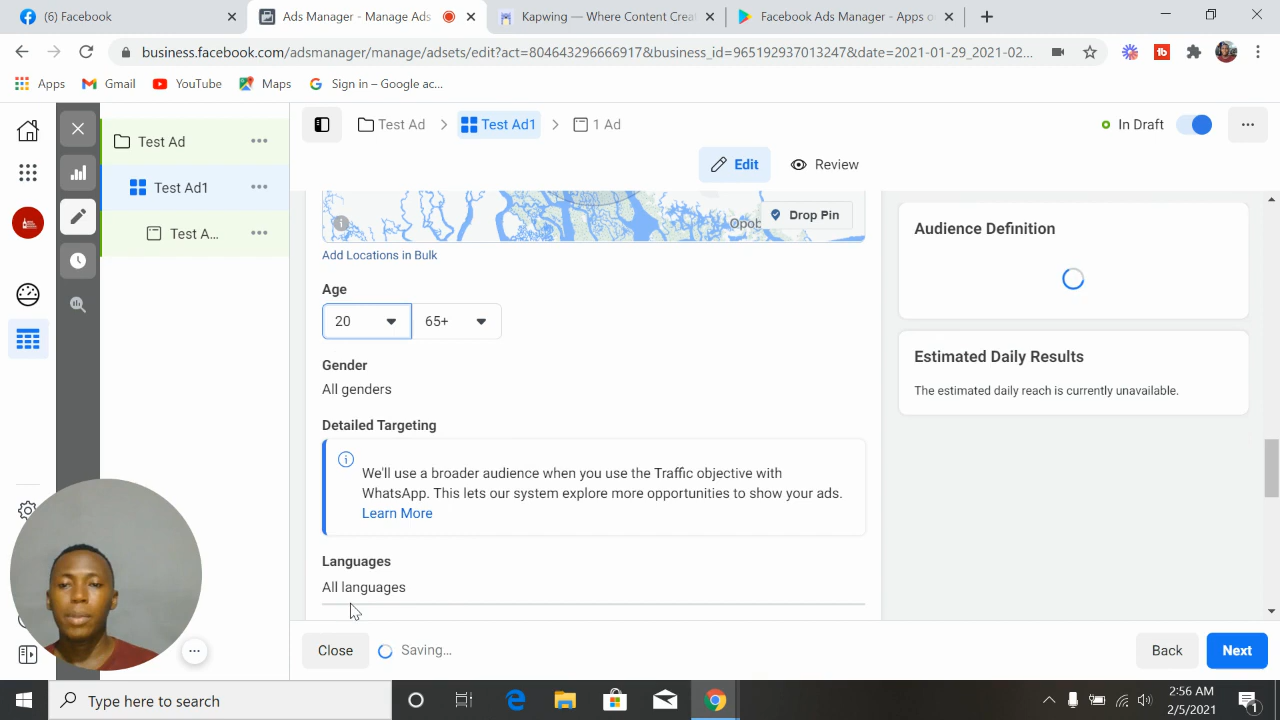 (6) Facebook
Ads Manager - Manage Ads
Kapwing — Where Content Crea
Facebook Ads Manager - Apps o
business.facebook.com/adsmanager/manage/adsets/edit?act=804643296666917&business_id=965192937013247&date=2021-01-29_2021-02...
Apps
Gmail
YouTube
Maps
Sign in – Google ac...
Test Ad
Test Ad1
Test A...
Test Ad
Test Ad1
1 Ad
In Draft
Edit
Review
Opob
Drop Pin
Add Locations in Bulk
Age
20
65+
Gender
All genders
Detailed Targeting
We'll use a broader audience when you use the Traffic objective with
WhatsApp. This lets our system explore more opportunities to show your ads.
Learn More
Languages
All languages
Audience Definition
Estimated Daily Results
The estimated daily reach is currently unavailable.
Close
Saving...
Back
Next
Type here to search
2:56 AM
2/5/2021
1